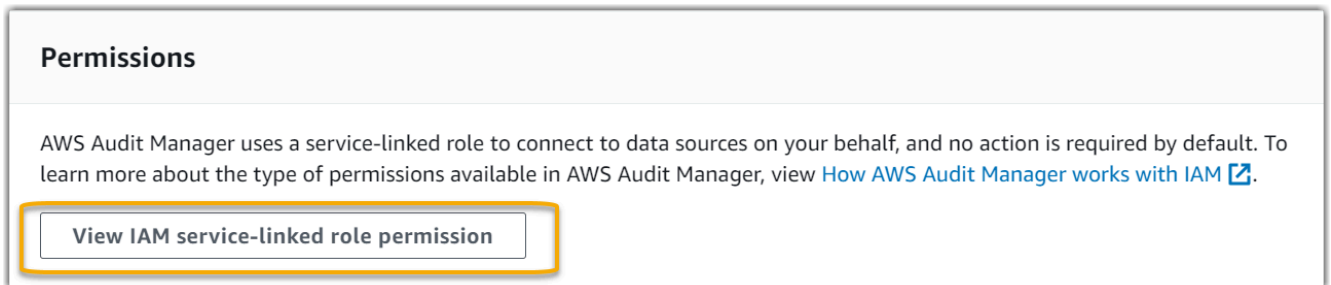 Permissions
AWS Audit Manager uses a service-linked role to connect to data sources on your behalf, and no action is required by default. To
learn more about the type of permissions available in AWS Audit Manager, view How AWS Audit Manager works with IAM.
View IAM service-linked role permission